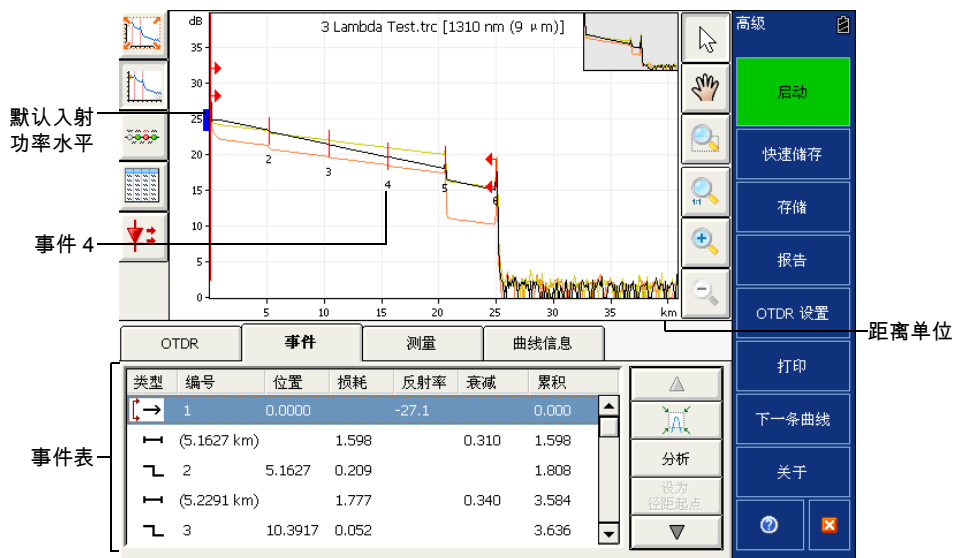 dB
3 Lambda Test.trc [1310 nm (9 μm)]
35
30
25
20
15
10
5
0
2
3
4
5
6
5
10
15
20
25
30
35
km
1:1
默认入射
功率水平
事件 4
事件表
距离单位
高级
启动
快速储存
存储
报告
OTDR 设置
打印
下一条曲线
关于
OTDR
事件
测量
曲线信息
类型 编号 位置 损耗 反射率 衰减 累积
1 0.0000 -27.1 0.000
(5.1627 km) 1.598 0.310 1.598
2 5.1627 0.209 1.808
(5.2291 km) 1.777 0.340 3.584
3 10.3917 0.052 3.636
分析
设为
径距起点